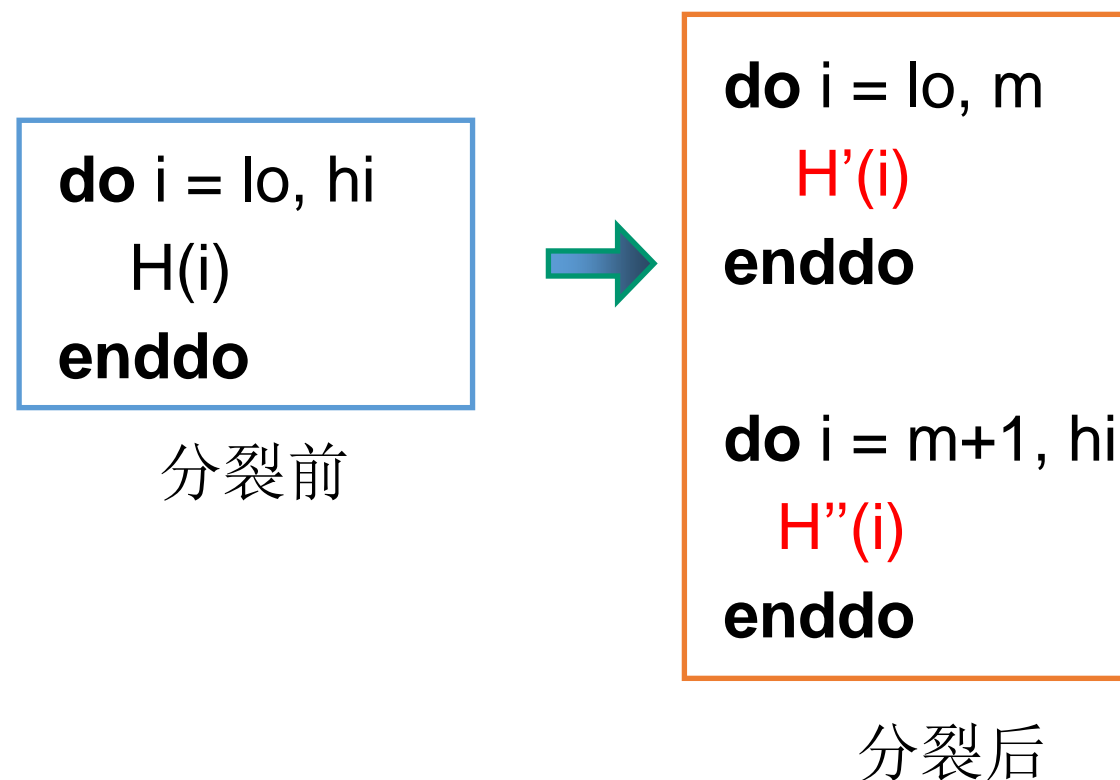 do i = lo, hi
H(i)
enddo
分裂前
do i = lo, m
H’(i)
enddo
do i = m+1, hi
H’’(i)
enddo
分裂后